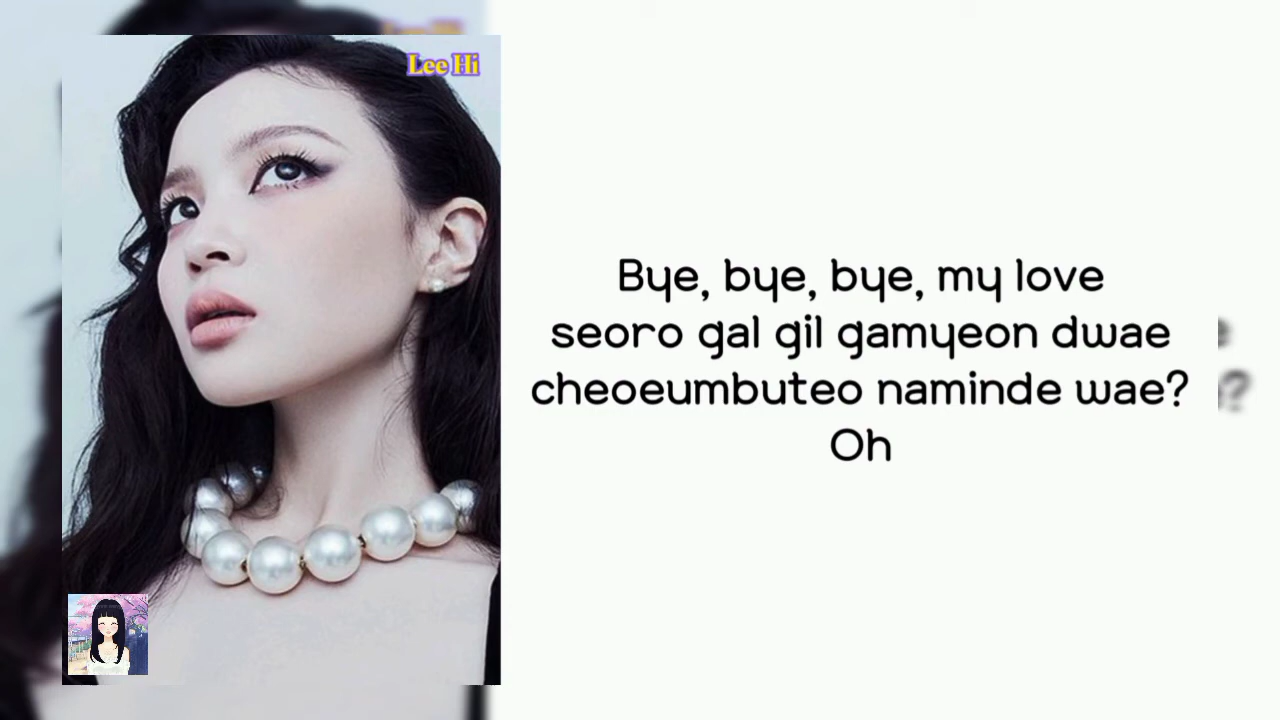 Lee Hi
Bye, bye, bye, my love
seoro gal gil gamyeon dwae
cheoeumbuteo naminde wae?
Oh